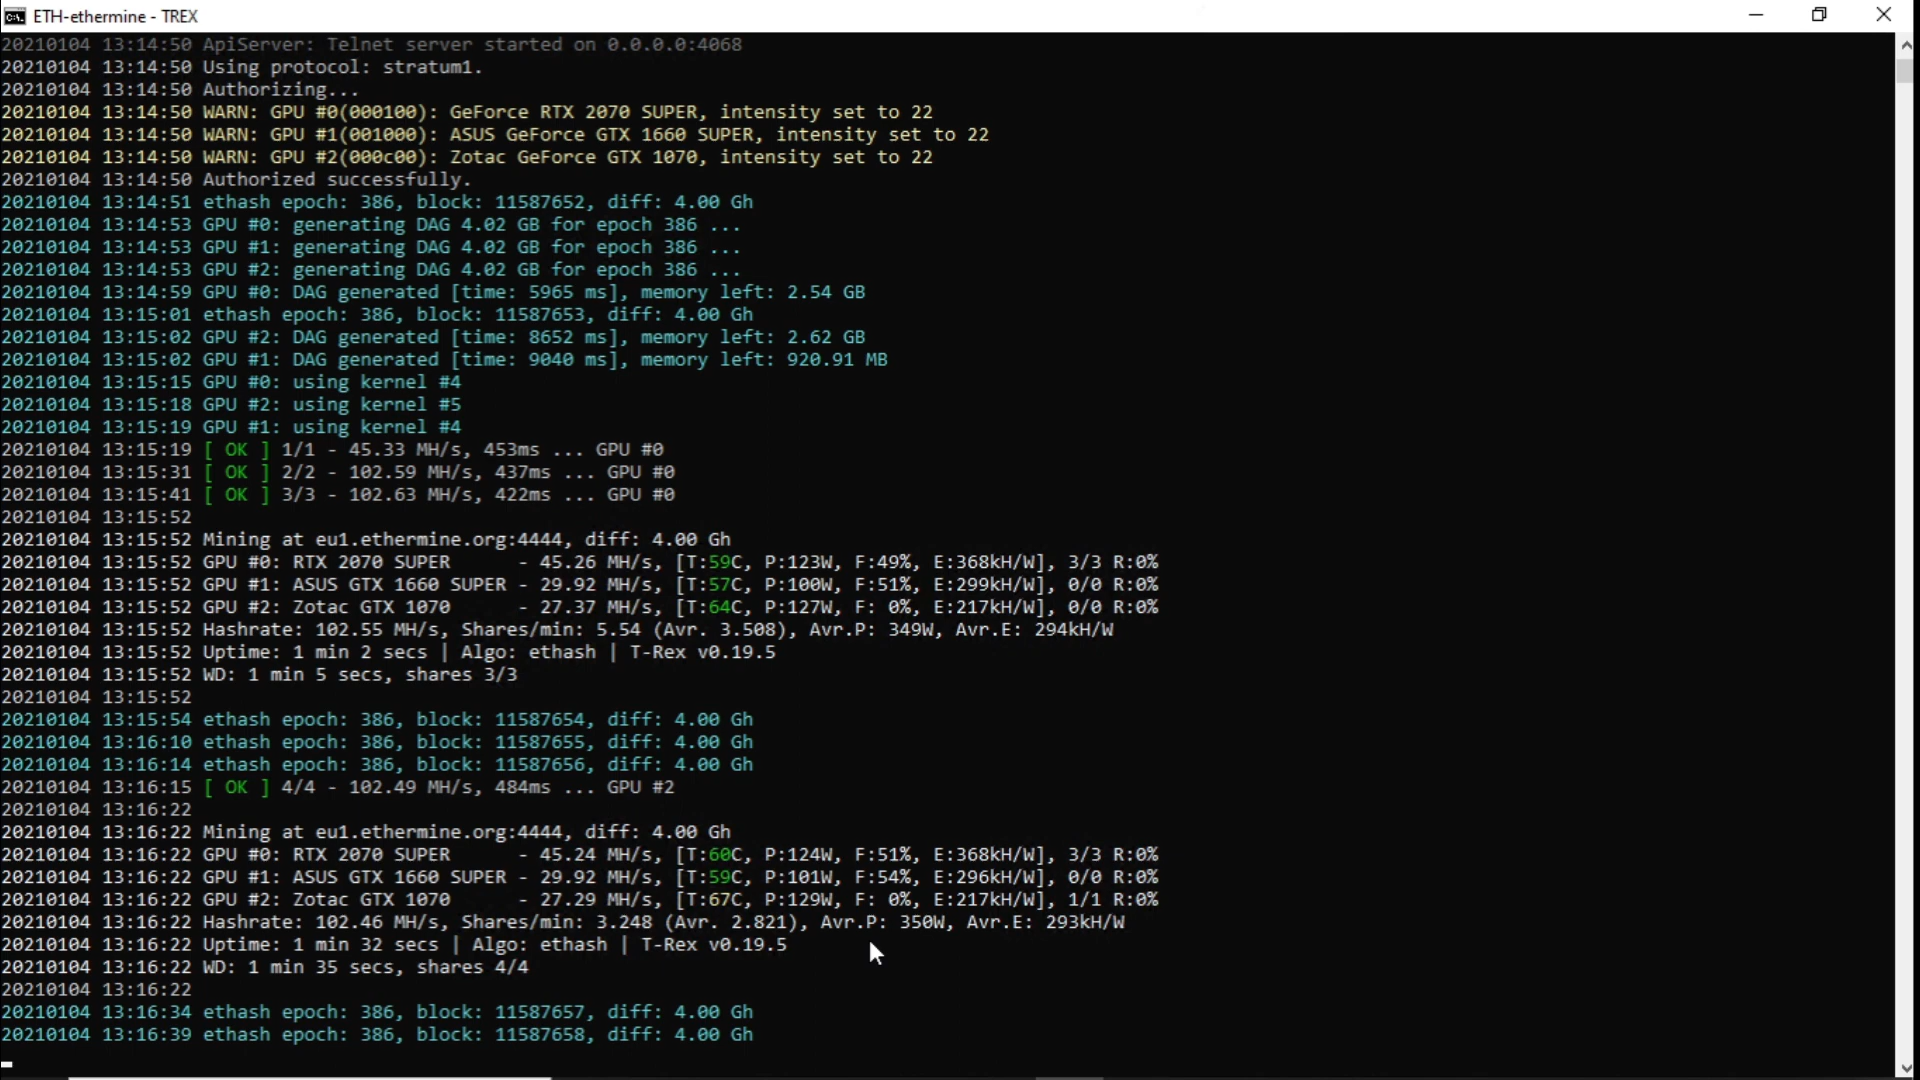 ETH-ethermine - TREX
20210104 13:14:50 ApiServer: Telnet server started on 0.0.0.0:4068
20210104 13:14:50 Using protocol: stratum1.
20210104 13:14:50 Authorizing...
20210104 13:14:50 WARN: GPU #0(000100): GeForce RTX 2070 SUPER, intensity set to 22
20210104 13:14:50 WARN: GPU #1(001000): ASUS GeForce GTX 1660 SUPER, intensity set to 22
20210104 13:14:50 WARN: GPU #2(000c00): Zotac GeForce GTX 1070, intensity set to 22
20210104 13:14:50 Authorized successfully.
20210104 13:14:51 ethash epoch: 386, block: 11587652, diff: 4.00 Gh
20210104 13:14:53 GPU #0: generating DAG 4.02 GB for epoch 386 ...
20210104 13:14:53 GPU #1: generating DAG 4.02 GB for epoch 386 ...
20210104 13:14:53 GPU #2: generating DAG 4.02 GB for epoch 386 ...
20210104 13:14:59 GPU #0: DAG generated [time: 5965 ms], memory left: 2.54 GB
20210104 13:15:01 ethash epoch: 386, block: 11587653, diff: 4.00 Gh
20210104 13:15:02 GPU #2: DAG generated [time: 8652 ms], memory left: 2.62 GB
20210104 13:15:02 GPU #1: DAG generated [time: 9040 ms], memory left: 920.91 MB
20210104 13:15:15 GPU #0: using kernel #4
20210104 13:15:18 GPU #2: using kernel #5
20210104 13:15:19 GPU #1: using kernel #4
20210104 13:15:19 [ OK ] 1/1 - 45.33 MH/s, 453ms ... GPU #0
20210104 13:15:31 [ OK ] 2/2 - 102.59 MH/s, 437ms ... GPU #0
20210104 13:15:41 [ OK ] 3/3 - 102.63 MH/s, 422ms ... GPU #0
20210104 13:15:52
20210104 13:15:52 Mining at eu1.ethermine.org:4444, diff: 4.00 Gh
20210104 13:15:52 GPU #0: RTX 2070 SUPER - 45.26 MH/s, [T:59C, P:123W, F:49%, E:368kH/W], 3/3 R:0%
20210104 13:15:52 GPU #1: ASUS GTX 1660 SUPER - 29.92 MH/s, [T:57C, P:100W, F:51%, E:299kH/W], 0/0 R:0%
20210104 13:15:52 GPU #2: Zotac GTX 1070 - 27.37 MH/s, [T:64C, P:127W, F: 0%, E:217kH/W], 0/0 R:0%
20210104 13:15:52 Hashrate: 102.55 MH/s, Shares/min: 5.54 (Avr. 3.508), Avr.P: 349W, Avr.E: 294kH/W
20210104 13:15:52 Uptime: 1 min 2 secs | Algo: ethash | T-Rex v0.19.5
20210104 13:15:52 WD: 1 min 5 secs, shares 3/3
20210104 13:15:52
20210104 13:15:54 ethash epoch: 386, block: 11587654, diff: 4.00 Gh
20210104 13:16:10 ethash epoch: 386, block: 11587655, diff: 4.00 Gh
20210104 13:16:14 ethash epoch: 386, block: 11587656, diff: 4.00 Gh
20210104 13:16:15 [ OK ] 4/4 - 102.49 MH/s, 484ms ... GPU #2
20210104 13:16:22
20210104 13:16:22 Mining at eu1.ethermine.org:4444, diff: 4.00 Gh
20210104 13:16:22 GPU #0: RTX 2070 SUPER - 45.24 MH/s, [T:60C, P:124W, F:51%, E:368kH/W], 3/3 R:0%
20210104 13:16:22 GPU #1: ASUS GTX 1660 SUPER - 29.92 MH/s, [T:59C, P:101W, F:54%, E:296kH/W], 0/0 R:0%
20210104 13:16:22 GPU #2: Zotac GTX 1070 - 27.29 MH/s, [T:67C, P:129W, F: 0%, E:217kH/W], 1/1 R:0%
20210104 13:16:22 Hashrate: 102.46 MH/s, Shares/min: 3.248 (Avr. 2.821), Avr.P: 350W, Avr.E: 293kH/W
20210104 13:16:22 Uptime: 1 min 32 secs | Algo: ethash | T-Rex v0.19.5
20210104 13:16:22 WD: 1 min 35 secs, shares 4/4
20210104 13:16:22
20210104 13:16:34 ethash epoch: 386, block: 11587657, diff: 4.00 Gh
20210104 13:16:39 ethash epoch: 386, block: 11587658, diff: 4.00 Gh